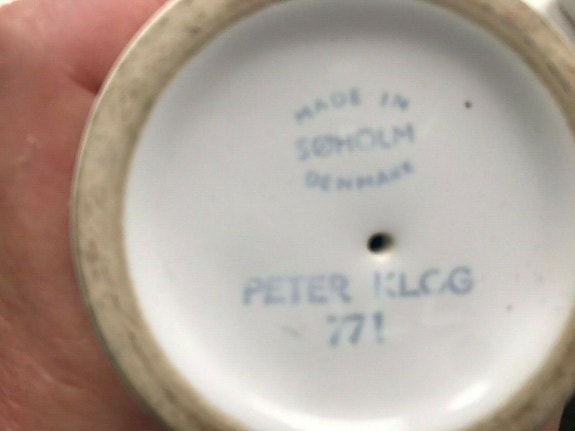 MADE IN
SØHOLM
DENMARK
PETER KLOG
771